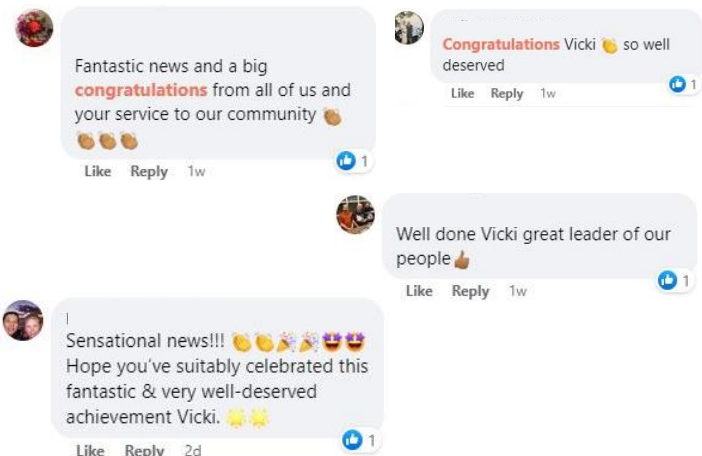 Fantastic news and a big
congratulations from all of us and
your service to our community 👏🏽
👏🏽👏🏽👏🏽
Like Reply 1w
1
Congratulations Vicki 👏 so well
deserved
Like Reply 1w
1
Well done Vicki great leader of our
people👍🏾
Like Reply 1w
1
Sensational news!!! 👏👏🎉🎉🤩🤩
Hope you've suitably celebrated this
fantastic & very well-deserved
achievement Vicki. 🌟🌟
Like Reply 2d
1